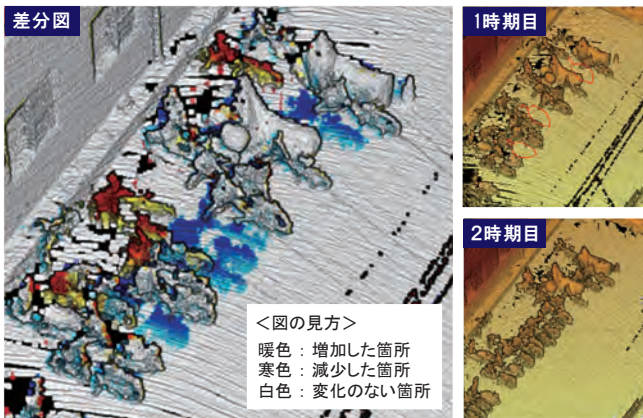 差分図
1時期目
2時期目
<図の見方>
暖色 : 増加した箇所
寒色 : 減少した箇所
白色 : 変化のない箇所